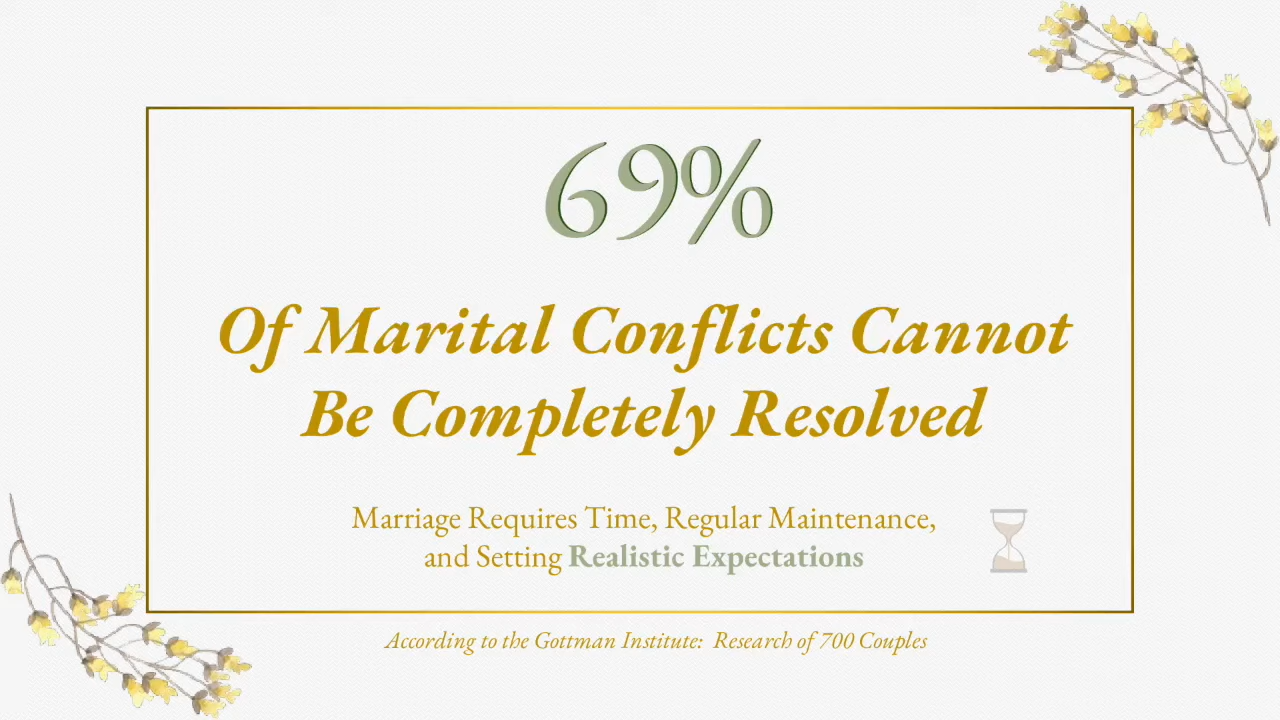 69%
Of Marital Conflicts Cannot
Be Completely Resolved
Marriage Requires Time, Regular Maintenance,
and Setting Realistic Expectations
According to the Gottman Institute: Research of 700 Couples